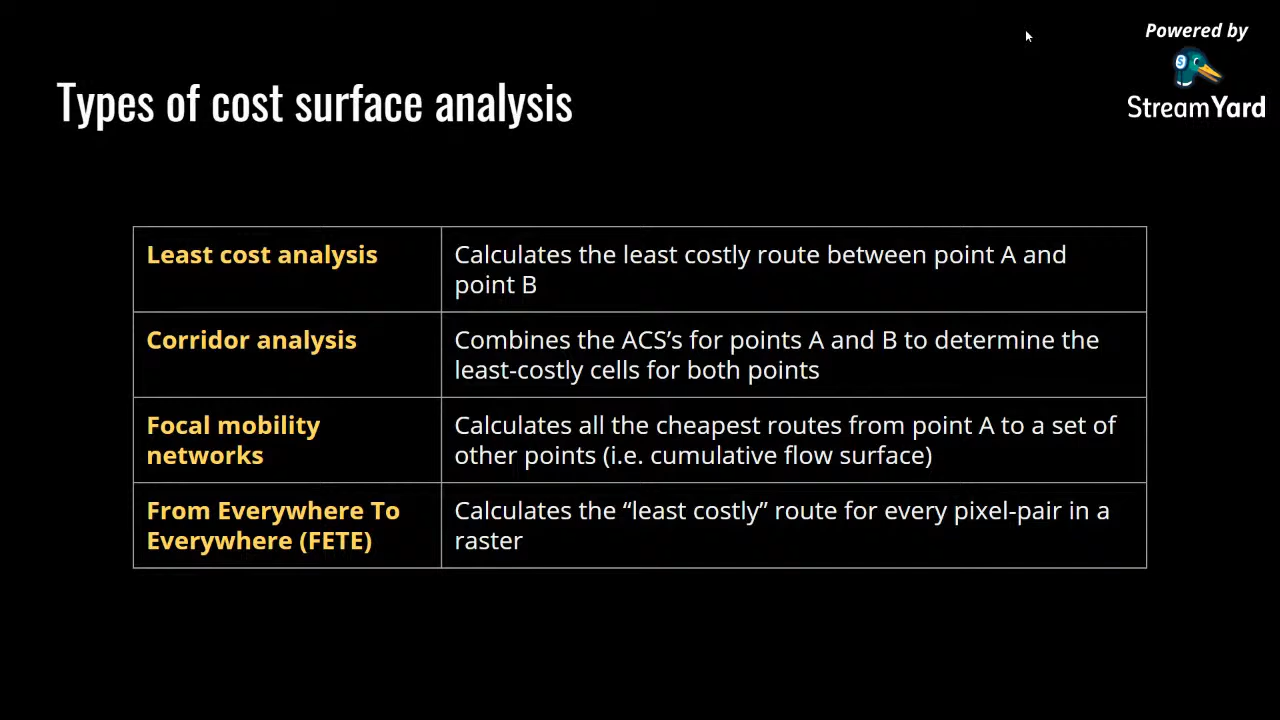 Powered by
StreamYard
Types of cost surface analysis
Least cost analysis
Calculates the least costly route between point A and
point B
Corridor analysis
Combines the ACS’s for points A and B to determine the
least-costly cells for both points
Focal mobility
networks
Calculates all the cheapest routes from point A to a set of
other points (i.e. cumulative flow surface)
From Everywhere To
Everywhere (FETE)
Calculates the “least costly” route for every pixel-pair in a
raster